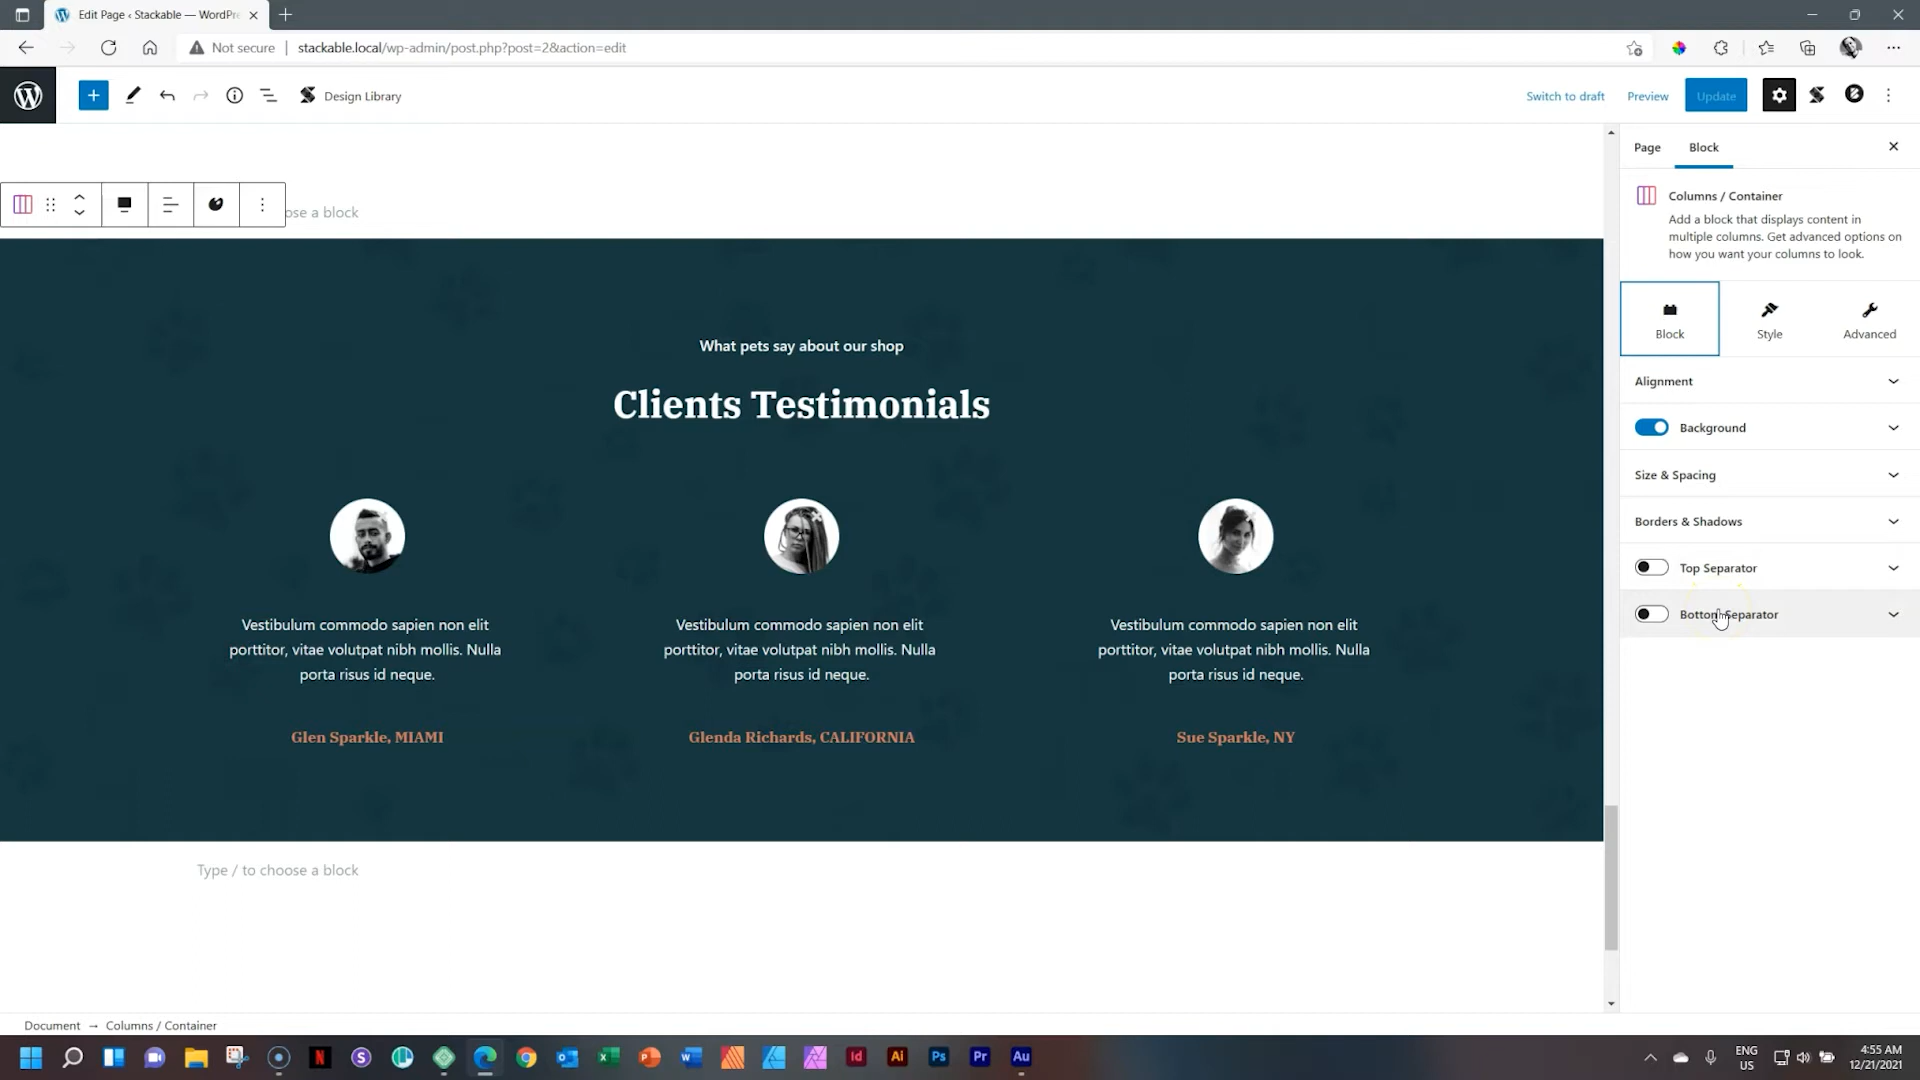 Edit Page ‹ Stackable — WordPre
Not secure
stackable.local/wp-admin/post.php?post=2&action=edit
Design Library
Switch to draft
Preview
Update
Page
Block
Columns / Container
Add a block that displays content in
multiple columns. Get advanced options on
how you want your columns to look.
Block
Style
Advanced
Alignment
Background
Size & Spacing
Borders & Shadows
Top Separator
Bottom Separator
ose a block
What pets say about our shop
Clients Testimonials
Vestibulum commodo sapien non elit
porttitor, vitae volutpat nibh mollis. Nulla
porta risus id neque.
Glen Sparkle, MIAMI
Vestibulum commodo sapien non elit
porttitor, vitae volutpat nibh mollis. Nulla
porta risus id neque.
Glenda Richards, CALIFORNIA
Vestibulum commodo sapien non elit
porttitor, vitae volutpat nibh mollis. Nulla
porta risus id neque.
Sue Sparkle, NY
Type / to choose a block
Document → Columns / Container
N
S
Id
Ai
Ps
Pr
Au
ENG
US
4:55 AM
12/21/2021